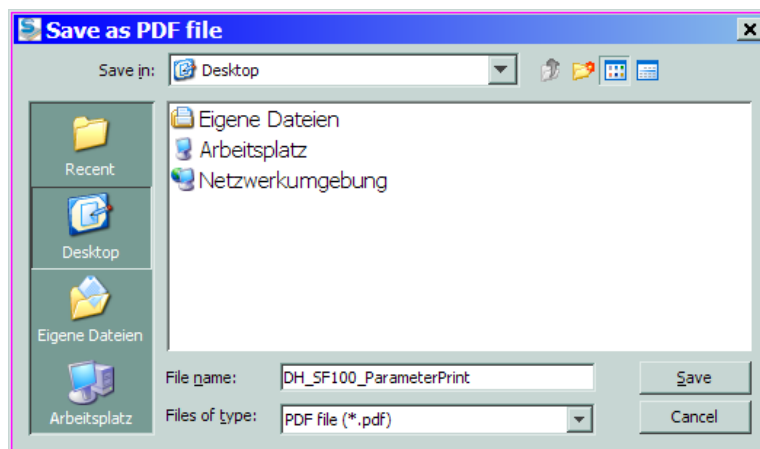 Save as PDF file
Save in: Desktop
Recent
Desktop
Eigene Dateien
Arbeitsplatz
Eigene Dateien
Arbeitsplatz
Netzwerkumgebung
File name: DH_SF100_ParameterPrint Save
Files of type: PDF file (*.pdf) Cancel